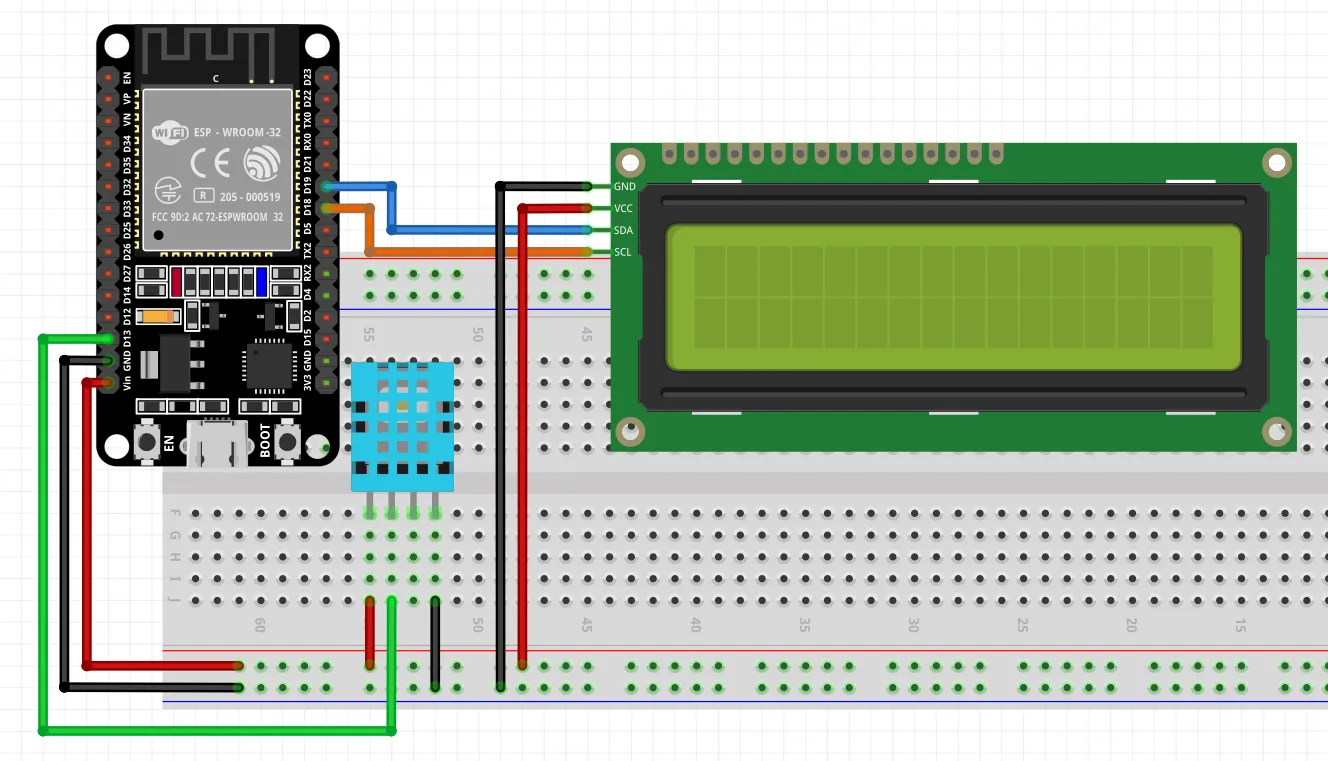 C
EN
VP
VN
D34
D35
D32
D33
D25
D26
D27
D14
D12
D13
GND
Vin
D23
D22
TX0
RX0
D21
D19
D18
D5
TX2
RX2
D4
D2
D15
GND
3V3
WiFi ESP - WROOM -32
CE
R 205 - 000519
FCC 9D:2 AC 72-ESPWROOM 32
EN
BOOT
GND
VCC
SDA
SCL
55
50
45
F
G
H
I
J
60
50
45
40
35
30
25
20
15